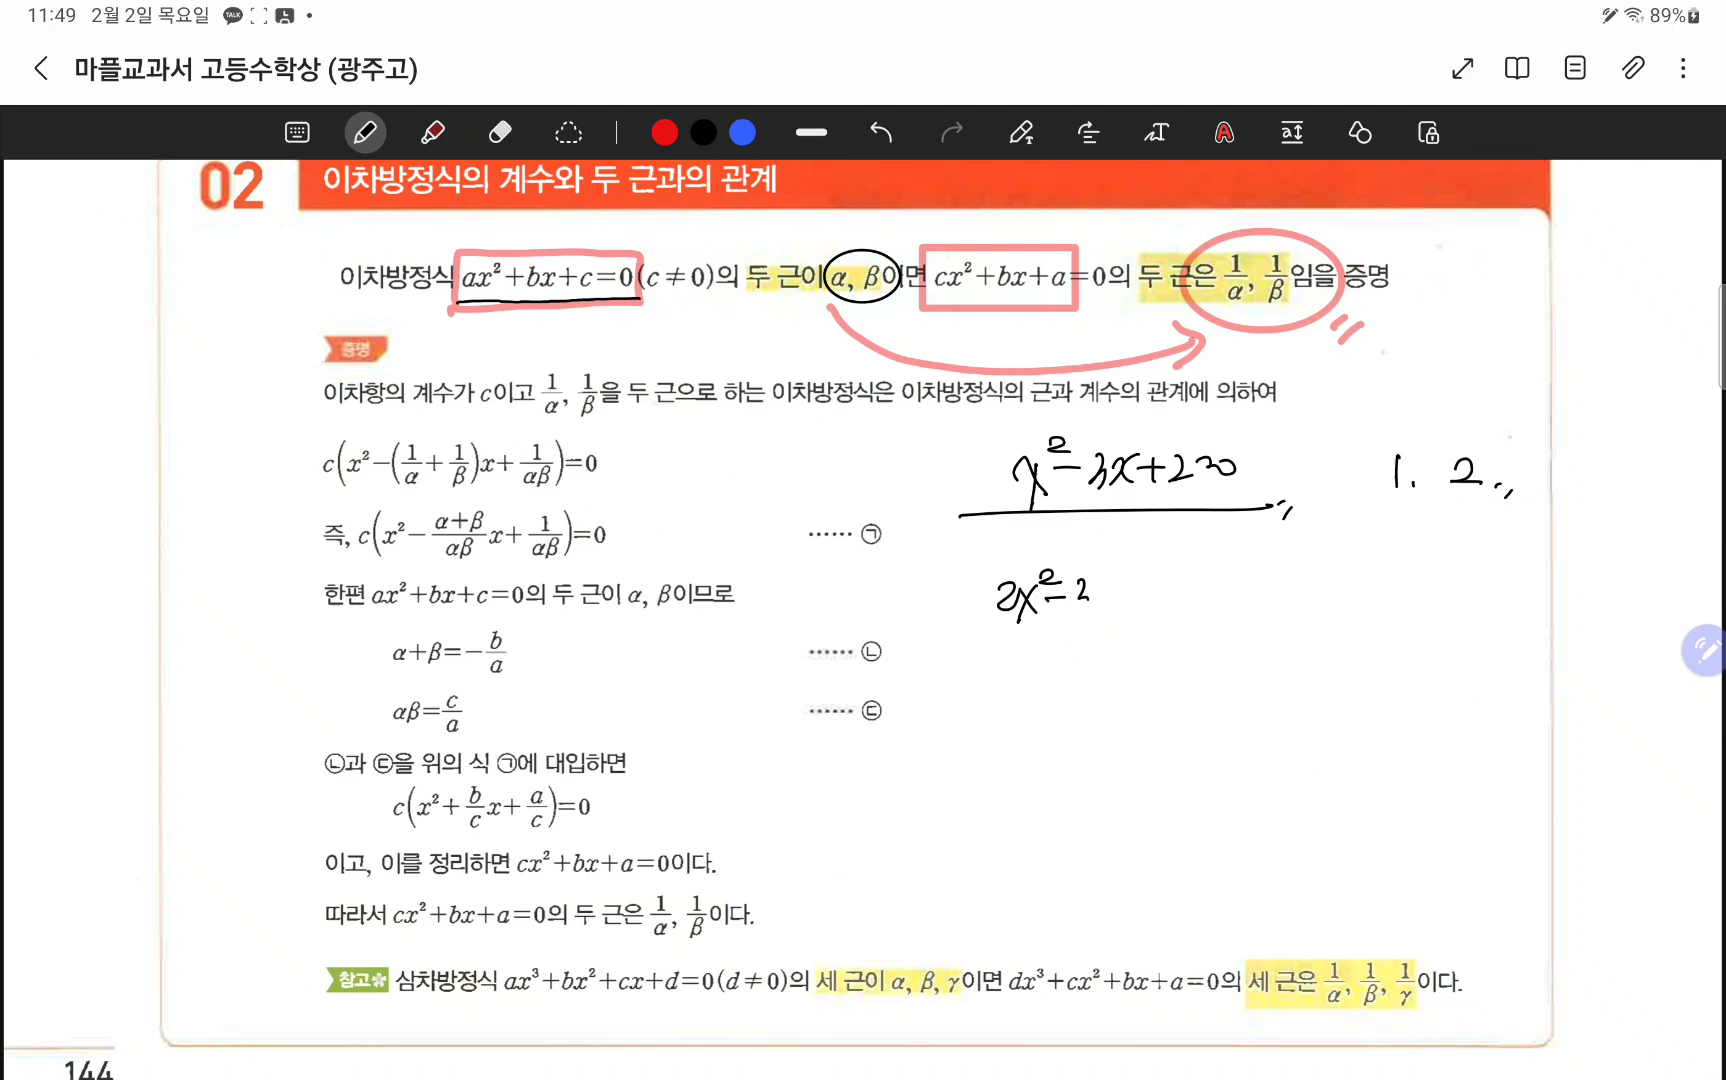 11:49 2월 2일 목요일 TALK 89%
마플교과서 고등수학상 (광주고)
02 이차방정식의 계수와 두 근과의 관계
이차방정식 ax²+bx+c=0(c≠0)의 두 근이 α, β이면 cx²+bx+a=0의 두 근은 1/α, 1/β임을 증명
증명
이차항의 계수가 c이고 1/α, 1/β을 두 근으로 하는 이차방정식은 이차방정식의 근과 계수의 관계에 의하여
c(x²-(1/α+1/β)x+1/αβ)=0
x²-3x+2=0 1. 2
즉, c(x²-(α+β)/αβ x+1/αβ)=0 ······ ㉠
한편 ax²+bx+c=0의 두 근이 α, β이므로
2x²-
α+β=-b/a ······ ㉡
αβ=c/a ······ ㉢
㉡과 ㉢을 위의 식 ㉠에 대입하면
c(x²+b/c x+a/c)=0
이고, 이를 정리하면 cx²+bx+a=0이다.
따라서 cx²+bx+a=0의 두 근은 1/α, 1/β이다.
참고 삼차방정식 ax³+bx²+cx+d=0(d≠0)의 세 근이 α, β, γ이면 dx³+cx²+bx+a=0의 세 근은 1/α, 1/β, 1/γ이다.
144